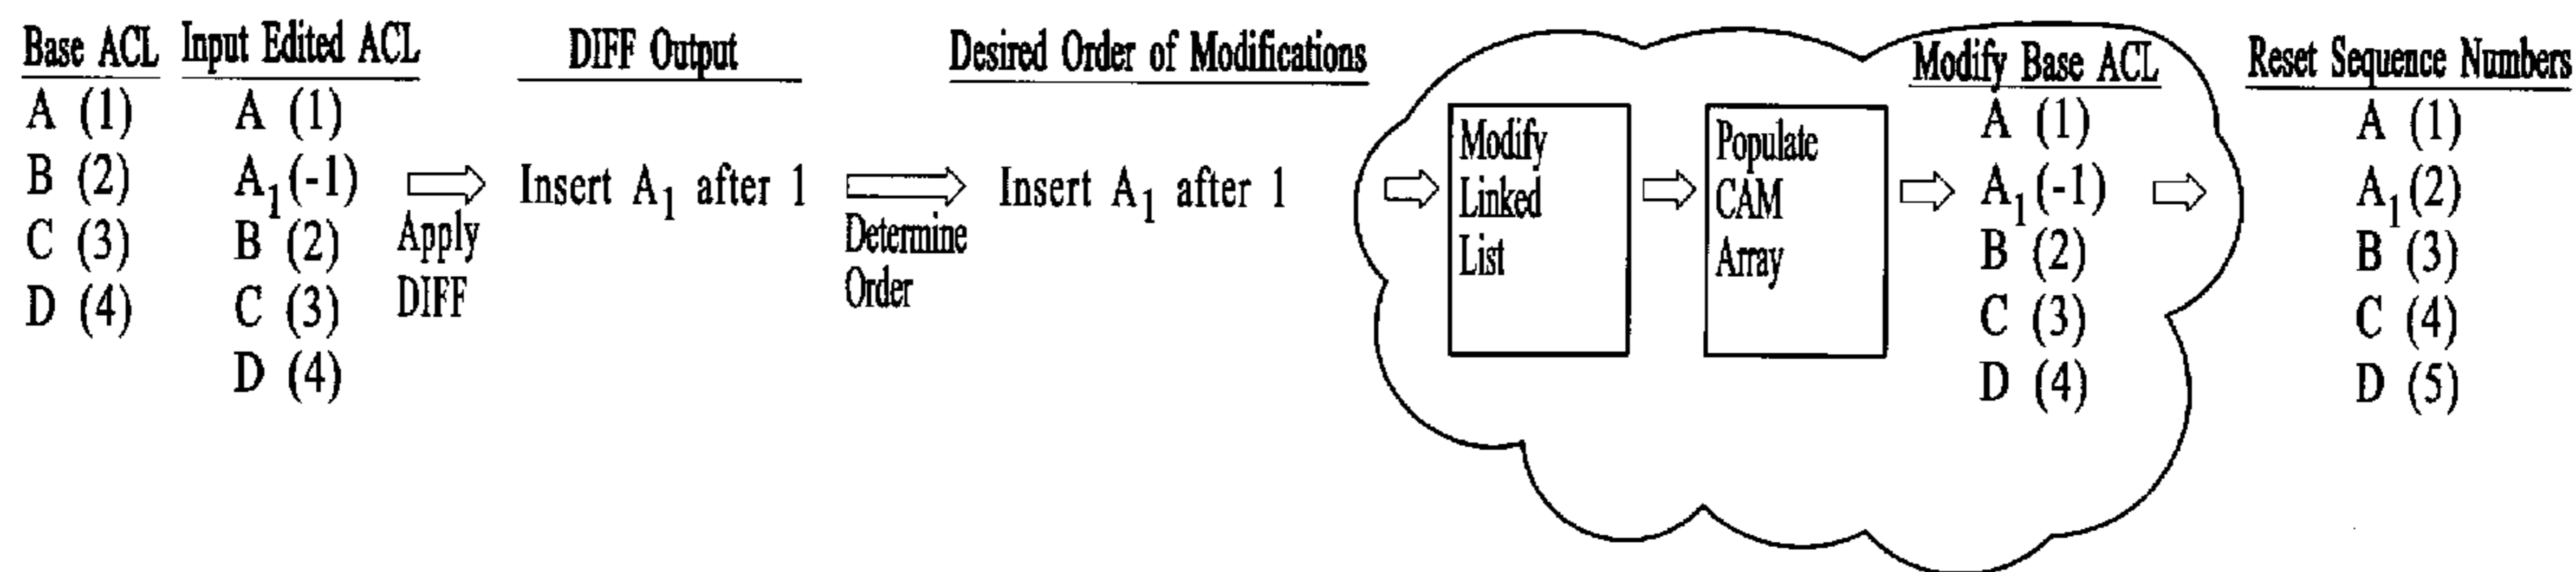 Base ACL
A (1)
B (2)
C (3)
D (4)
Input Edited ACL
A (1)
A₁(-1)
B (2)
C (3)
D (4)
Apply
DIFF
DIFF Output
Insert A₁ after 1
Determine
Order
Desired Order of Modifications
Insert A₁ after 1
Modify
Linked
List
Populate
CAM
Array
Modify Base ACL
A (1)
A₁(-1)
B (2)
C (3)
D (4)
Reset Sequence Numbers
A (1)
A₁(2)
B (3)
C (4)
D (5)